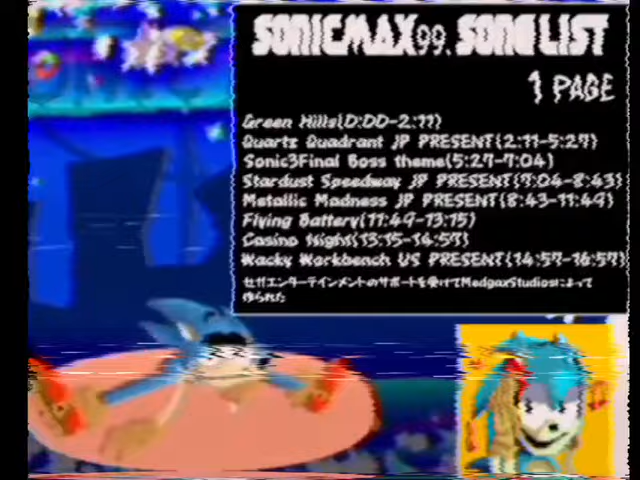 SONICMAX99. SONG LIST
1 PAGE
Green Hills(0:00-2:11)
Quartz Quadrant JP PRESENT(2:11-5:27)
Sonic3Final Boss theme(5:27-7:04)
Stardust Speedway JP PRESENT(7:04-8:43)
Metallic Madness JP PRESENT(8:43-11:49)
Flying Battery(11:49-13:15)
Casino Night(13:15-14:57)
Wacky Workbench US PRESENT(14:57-16:57)
セガエンターテインメントのサポートを受けてMedgaxStudiosによって
作られた